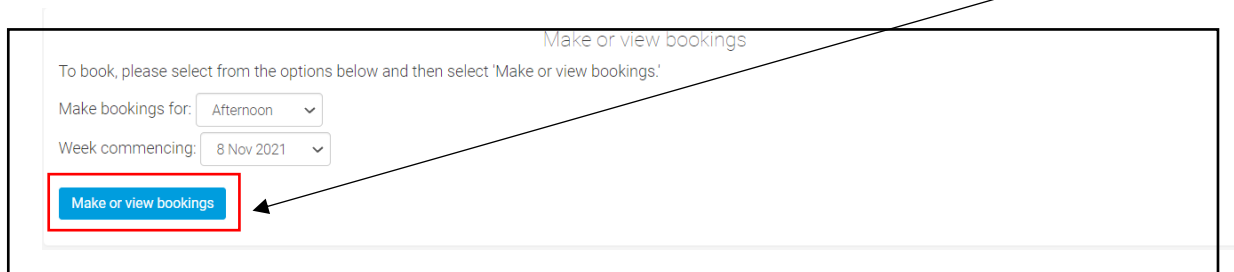 Make or view bookings
To book, please select from the options below and then select 'Make or view bookings.'
Make bookings for: Afternoon
Week commencing: 8 Nov 2021
Make or view bookings